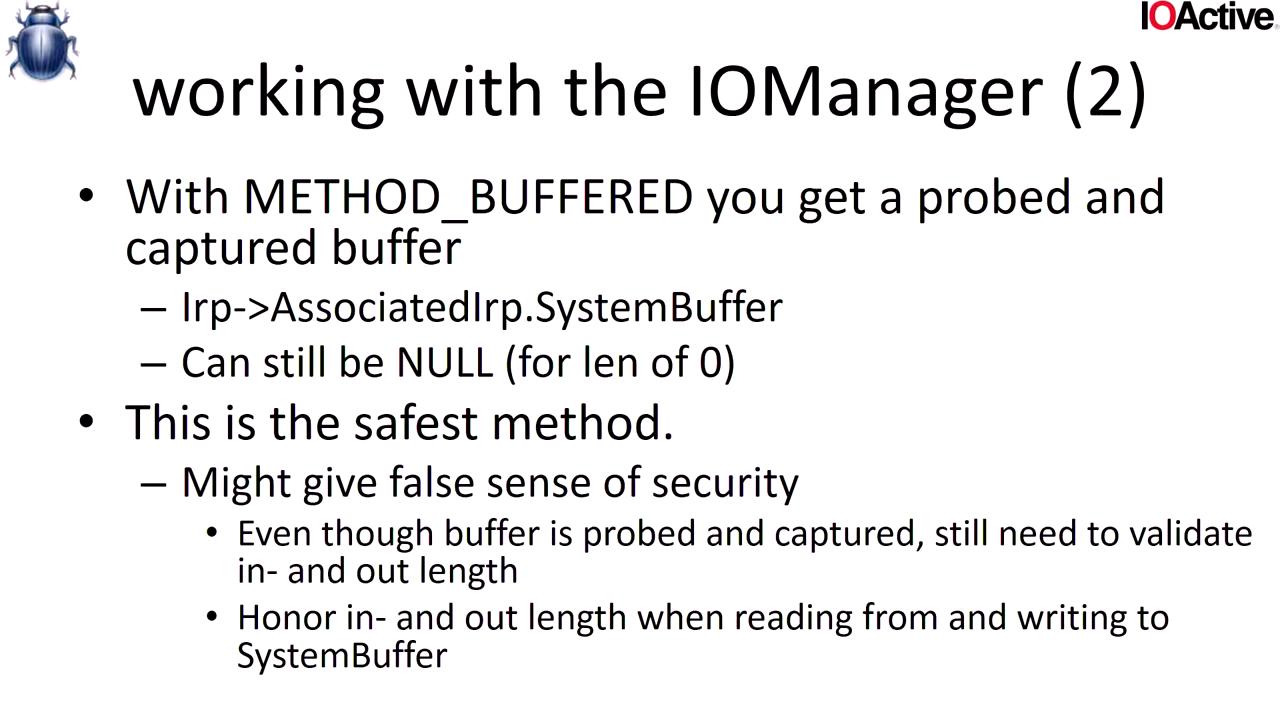 IOActive
working with the IOManager (2)
• With METHOD_BUFFERED you get a probed and
captured buffer
– Irp->AssociatedIrp.SystemBuffer
– Can still be NULL (for len of 0)
• This is the safest method.
– Might give false sense of security
• Even though buffer is probed and captured, still need to validate
in- and out length
• Honor in- and out length when reading from and writing to
SystemBuffer